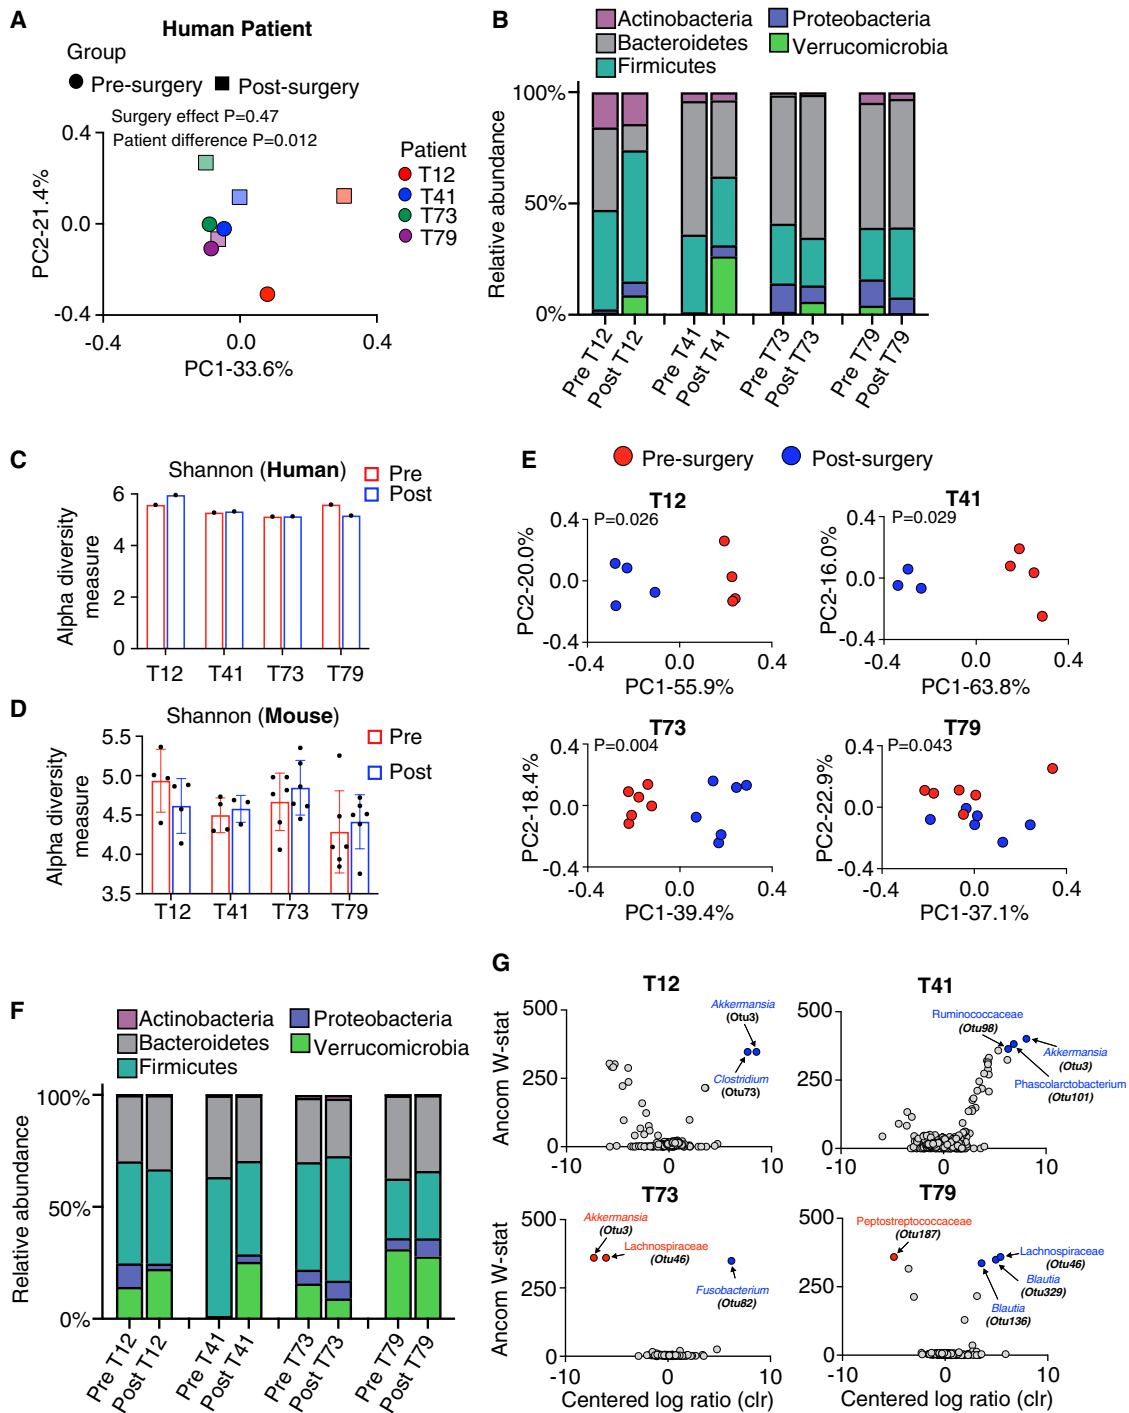 A
Human Patient
Group
Pre-surgery
Post-surgery
Surgery effect P=0.47
Patient difference P=0.012
0.4
0.0
-0.4
PC2-21.4%
-0.4
0.0
0.4
PC1-33.6%
Patient
T12
T41
T73
T79
B
Actinobacteria
Proteobacteria
Bacteroidetes
Verrucomicrobia
Firmicutes
Relative abundance
100%
50%
0%
Pre T12
Post T12
Pre T41
Post T41
Pre T73
Post T73
Pre T79
Post T79
C
Shannon (Human)
Pre
Post
Alpha diversity
measure
6
4
2
0
T12
T41
T73
T79
D
Shannon (Mouse)
Pre
Post
Alpha diversity
measure
5.5
5.0
4.5
4.0
3.5
T12
T41
T73
T79
E
Pre-surgery
Post-surgery
T12
P=0.026
PC2-20.0%
0.4
0.0
-0.4
-0.4
0.0
0.4
PC1-55.9%
T41
P=0.029
PC2-16.0%
0.4
0.0
-0.4
-0.4
0.0
0.4
PC1-63.8%
T73
P=0.004
PC2-18.4%
0.4
0.0
-0.4
-0.4
0.0
0.4
PC1-39.4%
T79
P=0.043
PC2-22.9%
0.4
0.0
-0.4
-0.4
0.0
0.4
PC1-37.1%
F
Actinobacteria
Proteobacteria
Bacteroidetes
Verrucomicrobia
Firmicutes
Relative abundance
100%
50%
0%
Pre T12
Post T12
Pre T41
Post T41
Pre T73
Post T73
Pre T79
Post T79
G
T12
Ancom W-stat
500
250
0
-10
0
10
Akkermansia
(Otu3)
Clostridium
(Otu73)
T41
500
250
0
-10
0
10
Ruminococcaceae
(Otu98)
Akkermansia
(Otu3)
Phascolarctobacterium
(Otu101)
T73
Ancom W-stat
500
250
0
-10
0
10
Centered log ratio (clr)
Akkermansia
(Otu3)
Lachnospiraceae
(Otu46)
Fusobacterium
(Otu82)
T79
500
250
0
-10
0
10
Centered log ratio (clr)
Peptostreptococcaceae
(Otu187)
Lachnospiraceae
(Otu46)
Blautia
(Otu329)
Blautia
(Otu136)